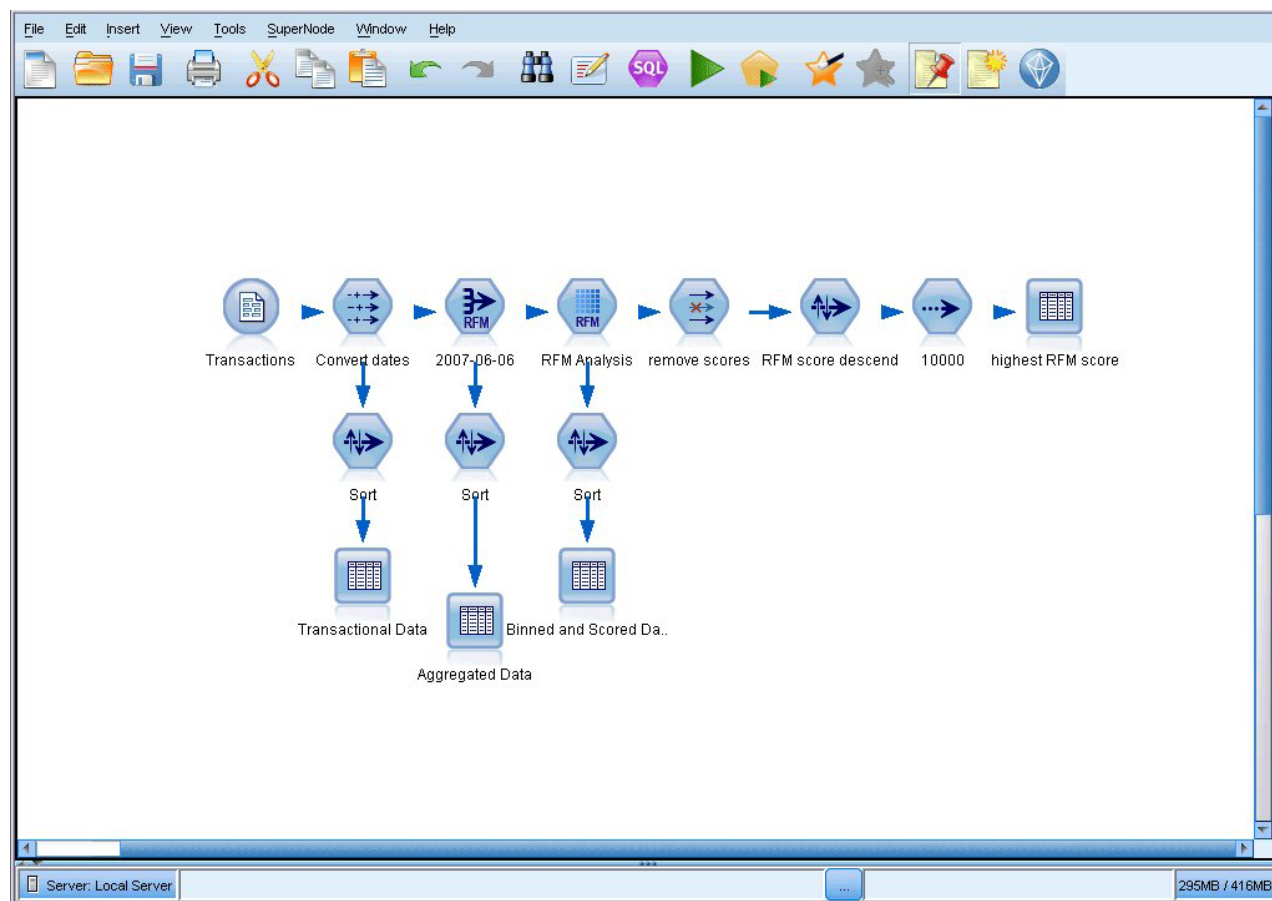 File Edit Insert View Tools SuperNode Window Help
SQL
RFM RFM
Transactions Convert dates 2007-06-06 RFM Analysis remove scores RFM score descend 10000 highest RFM score
Sort Sort Sort
Transactional Data Binned and Scored Da..
Aggregated Data
Server: Local Server ... 295MB / 416MB